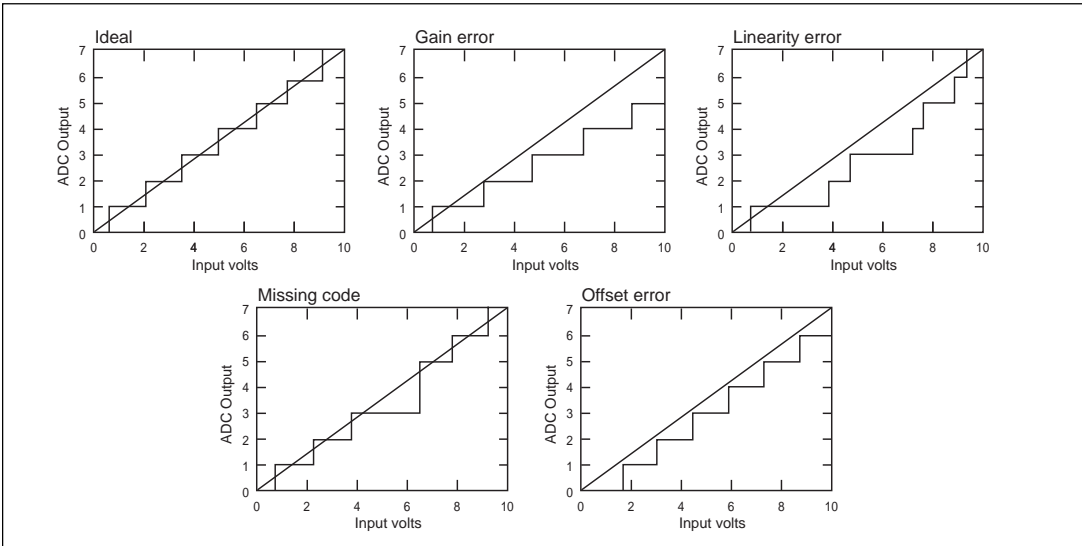 Ideal
7
6
5
4
3
2
1
0
ADC Output
0 2 4 6 8 10
Input volts
Gain error
7
6
5
4
3
2
1
0
ADC Output
0 2 4 6 8 10
Input volts
Linearity error
7
6
5
4
3
2
1
0
ADC Output
0 2 4 6 8 10
Input volts
Missing code
7
6
5
4
3
2
1
0
ADC Output
0 2 4 6 8 10
Input volts
Offset error
7
6
5
4
3
2
1
0
ADC Output
0 2 4 6 8 10
Input volts